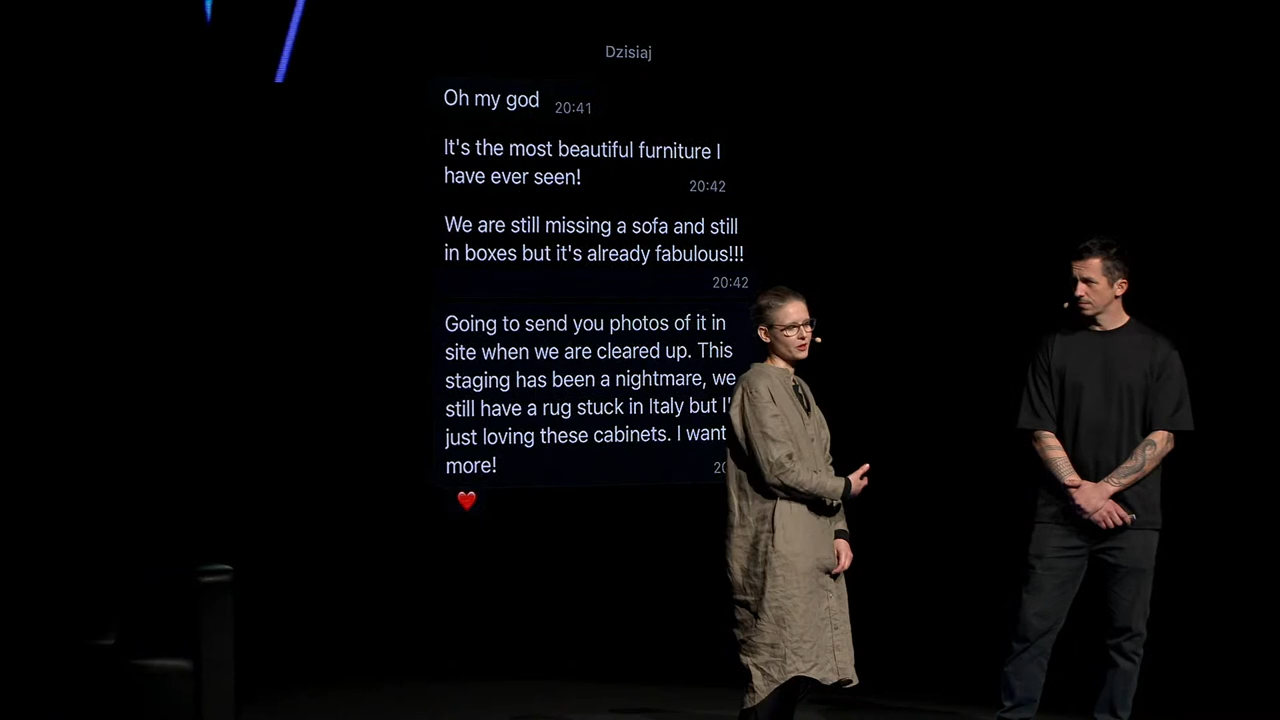 Dzisiaj
Oh my god 20:41
It's the most beautiful furniture I
have ever seen! 20:42
We are still missing a sofa and still
in boxes but it's already fabulous!!!
20:42
Going to send you photos of it in
site when we are cleared up. This
staging has been a nightmare, we
still have a rug stuck in Italy but
just loving these cabinets. I want
more!